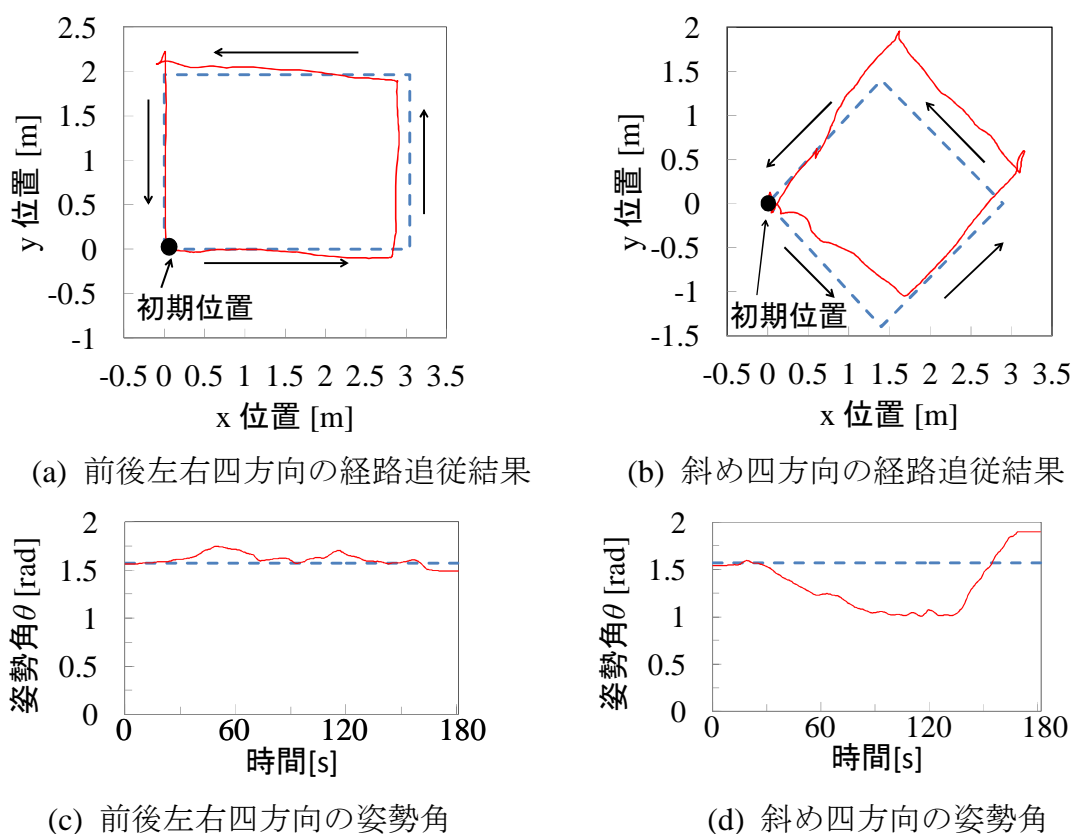 2.5
2
1.5
1
0.5
0
-0.5
-1
y 位置 [m]
初期位置
-0.5 0 0.5 1 1.5 2 2.5 3 3.5
x 位置 [m]
(a) 前後左右四方向の経路追従結果
2
1.5
1
0.5
0
-0.5
-1
-1.5
y 位置 [m]
初期位置
-0.5 0 0.5 1 1.5 2 2.5 3 3.5
x 位置 [m]
(b) 斜め四方向の経路追従結果
2
1.5
1
0.5
0
姿勢角θ [rad]
0 60 120 180
時間[s]
(c) 前後左右四方向の姿勢角
2
1.5
1
0.5
0
姿勢角θ [rad]
0 60 120 180
時間[s]
(d) 斜め四方向の姿勢角